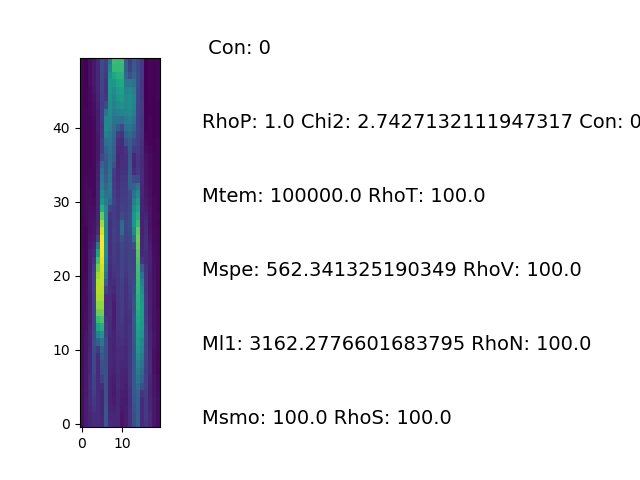 Con: 0
RhoP: 1.0 Chi2: 2.7427132111947317 Con: 0
Mtem: 100000.0 RhoT: 100.0
Mspe: 562.341325190349 RhoV: 100.0
Ml1: 3162.2776601683795 RhoN: 100.0
Msmo: 100.0 RhoS: 100.0
40
30
20
10
0
0 10